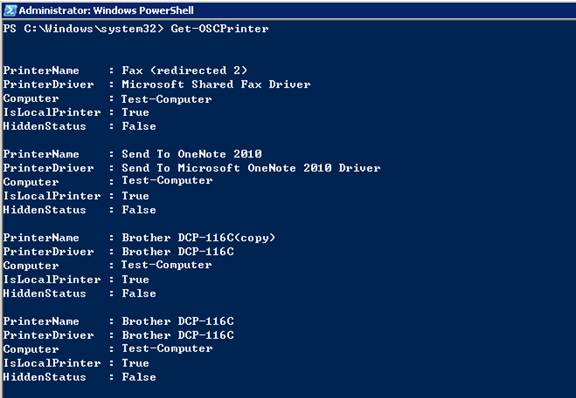 Administrator: Windows PowerShell
PS C:\Windows\system32> Get-OSCPrinter
PrinterName : Fax (redirected 2)
PrinterDriver : Microsoft Shared Fax Driver
Computer : Test-Computer
IsLocalPrinter : True
HiddenStatus : False
PrinterName : Send To OneNote 2010
PrinterDriver : Send To Microsoft OneNote 2010 Driver
Computer : Test-Computer
IsLocalPrinter : True
HiddenStatus : False
PrinterName : Brother DCP-116C(copy)
PrinterDriver : Brother DCP-116C
Computer : Test-Computer
IsLocalPrinter : True
HiddenStatus : False
PrinterName : Brother DCP-116C
PrinterDriver : Brother DCP-116C
Computer : Test-Computer
IsLocalPrinter : True
HiddenStatus : False